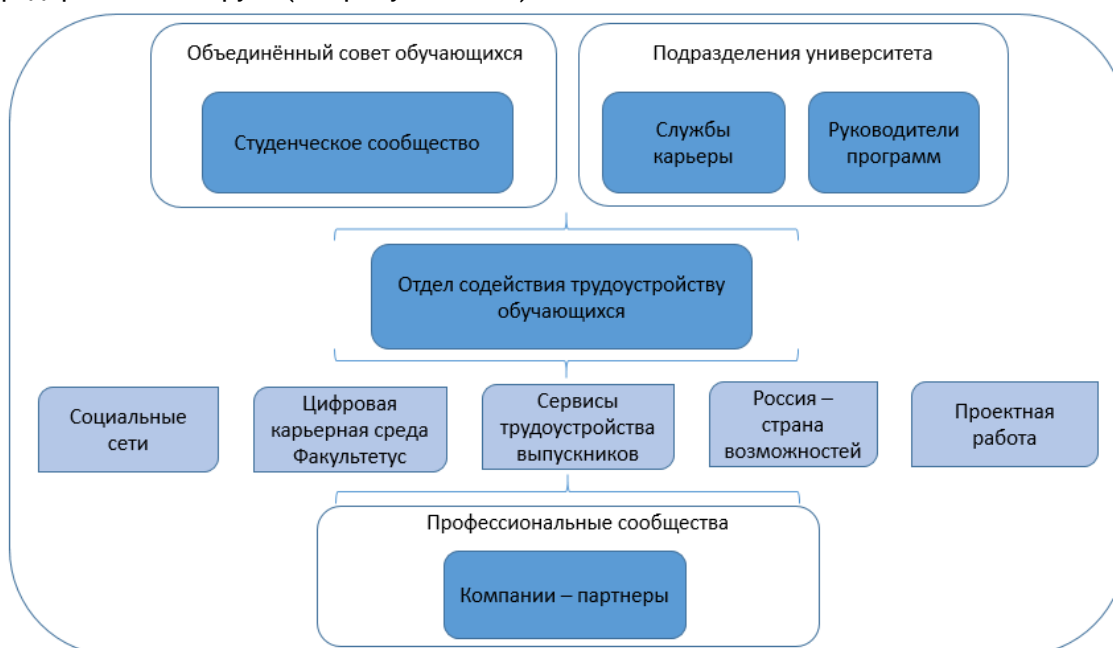 Объединённый совет обучающихся
Подразделения университета
Студенческое сообщество
Службы
карьеры
Руководители
программ
Отдел содействия трудоустройству
обучающихся
Социальные
сети
Цифровая
карьерная среда
Факультетус
Сервисы
трудоустройства
выпускников
Россия –
страна
возможностей
Проектная
работа
Профессиональные сообщества
Компании – партнеры